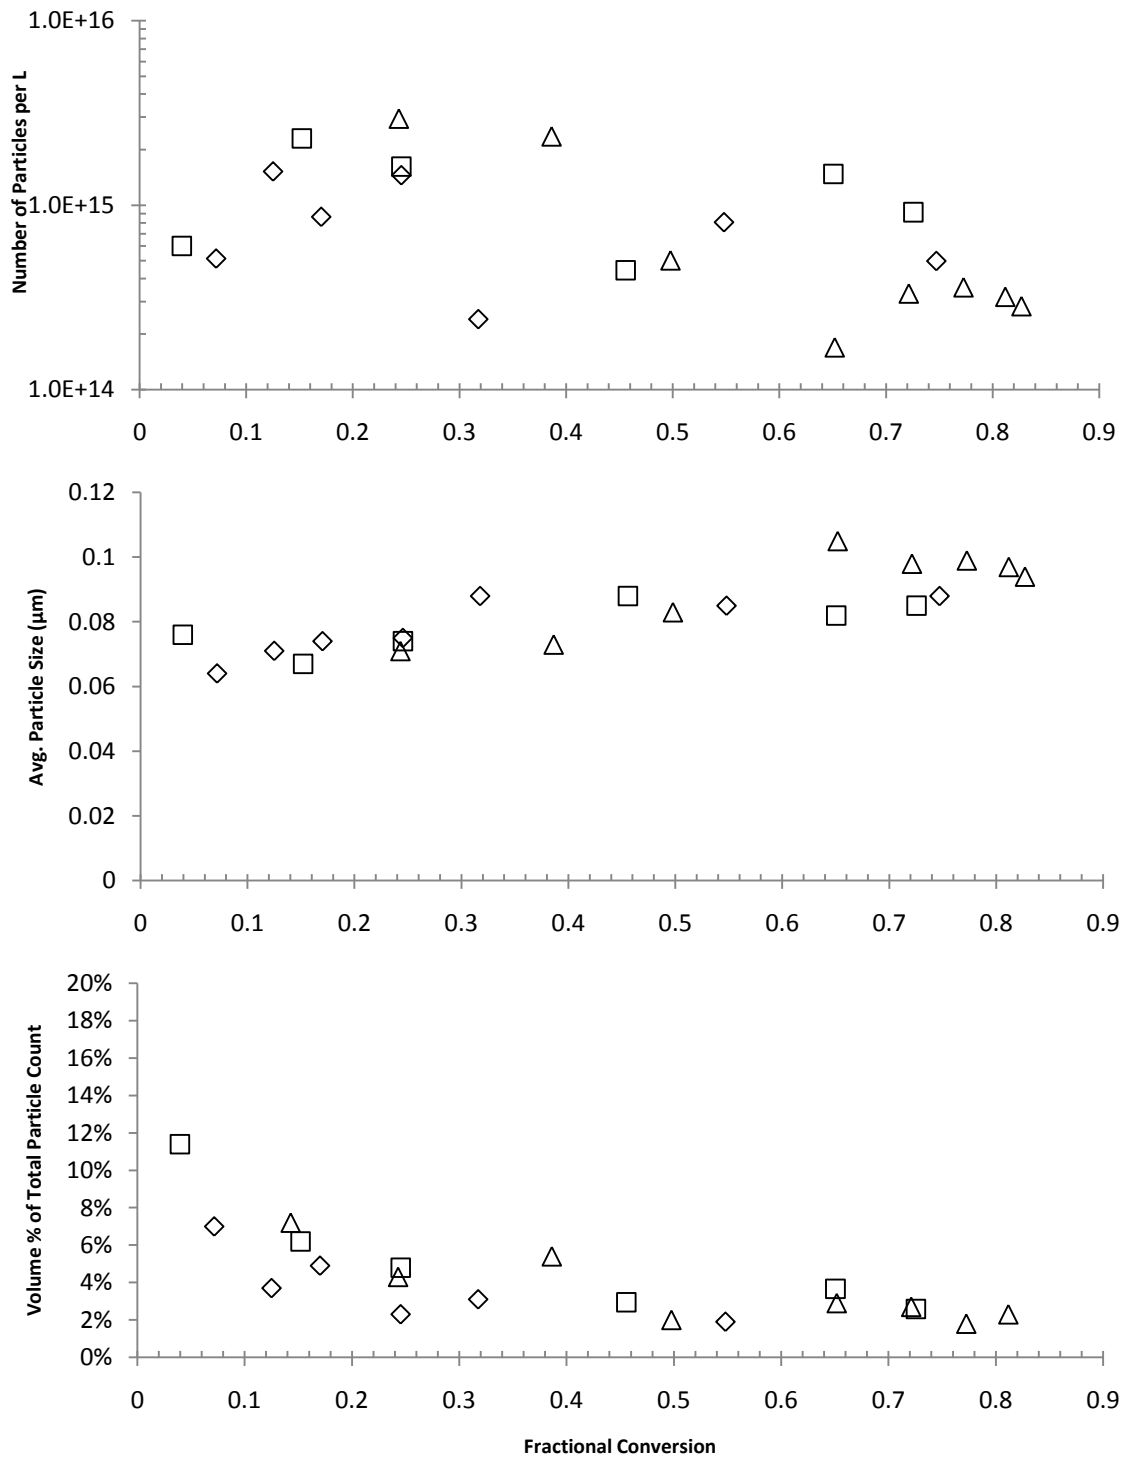 Number of Particles per L
1.0E+16
1.0E+15
1.0E+14
0 0.1 0.2 0.3 0.4 0.5 0.6 0.7 0.8 0.9
Avg. Particle Size (µm)
0.12
0.1
0.08
0.06
0.04
0.02
0
0 0.1 0.2 0.3 0.4 0.5 0.6 0.7 0.8 0.9
Volume % of Total Particle Count
20%
18%
16%
14%
12%
10%
8%
6%
4%
2%
0%
0 0.1 0.2 0.3 0.4 0.5 0.6 0.7 0.8 0.9
Fractional Conversion